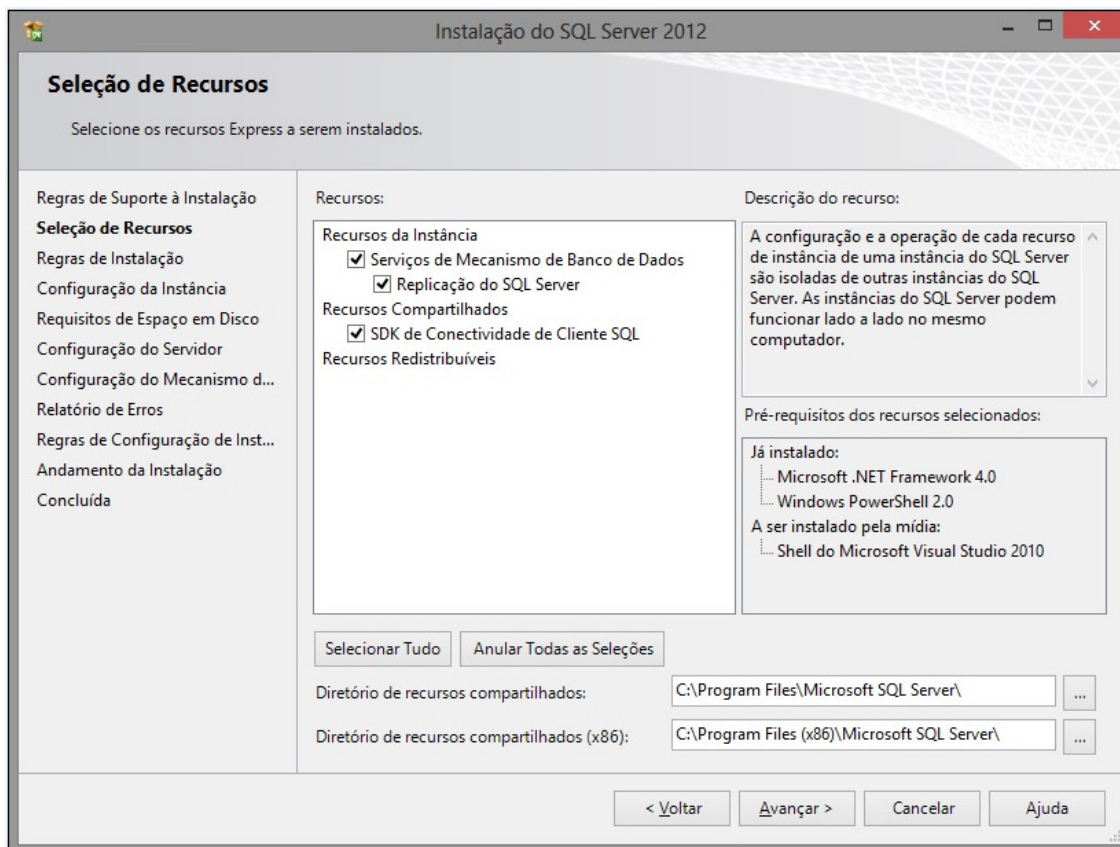 Instalação do SQL Server 2012
Seleção de Recursos
Selecione os recursos Express a serem instalados.
Regras de Suporte à Instalação
Seleção de Recursos
Regras de Instalação
Configuração da Instância
Requisitos de Espaço em Disco
Configuração do Servidor
Configuração do Mecanismo d...
Relatório de Erros
Regras de Configuração de Inst...
Andamento da Instalação
Concluída
Recursos:
Recursos da Instância
Serviços de Mecanismo de Banco de Dados
Replicação do SQL Server
Recursos Compartilhados
SDK de Conectividade de Cliente SQL
Recursos Redistribuíveis
Descrição do recurso:
A configuração e a operação de cada recurso
de instância de uma instância do SQL Server
são isoladas de outras instâncias do SQL
Server. As instâncias do SQL Server podem
funcionar lado a lado no mesmo
computador.
Pré-requisitos dos recursos selecionados:
Já instalado:
Microsoft .NET Framework 4.0
Windows PowerShell 2.0
A ser instalado pela mídia:
Shell do Microsoft Visual Studio 2010
Selecionar Tudo
Anular Todas as Seleções
Diretório de recursos compartilhados:
C:\Program Files\Microsoft SQL Server\
...
Diretório de recursos compartilhados (x86):
C:\Program Files (x86)\Microsoft SQL Server\
...
< Voltar
Avançar >
Cancelar
Ajuda